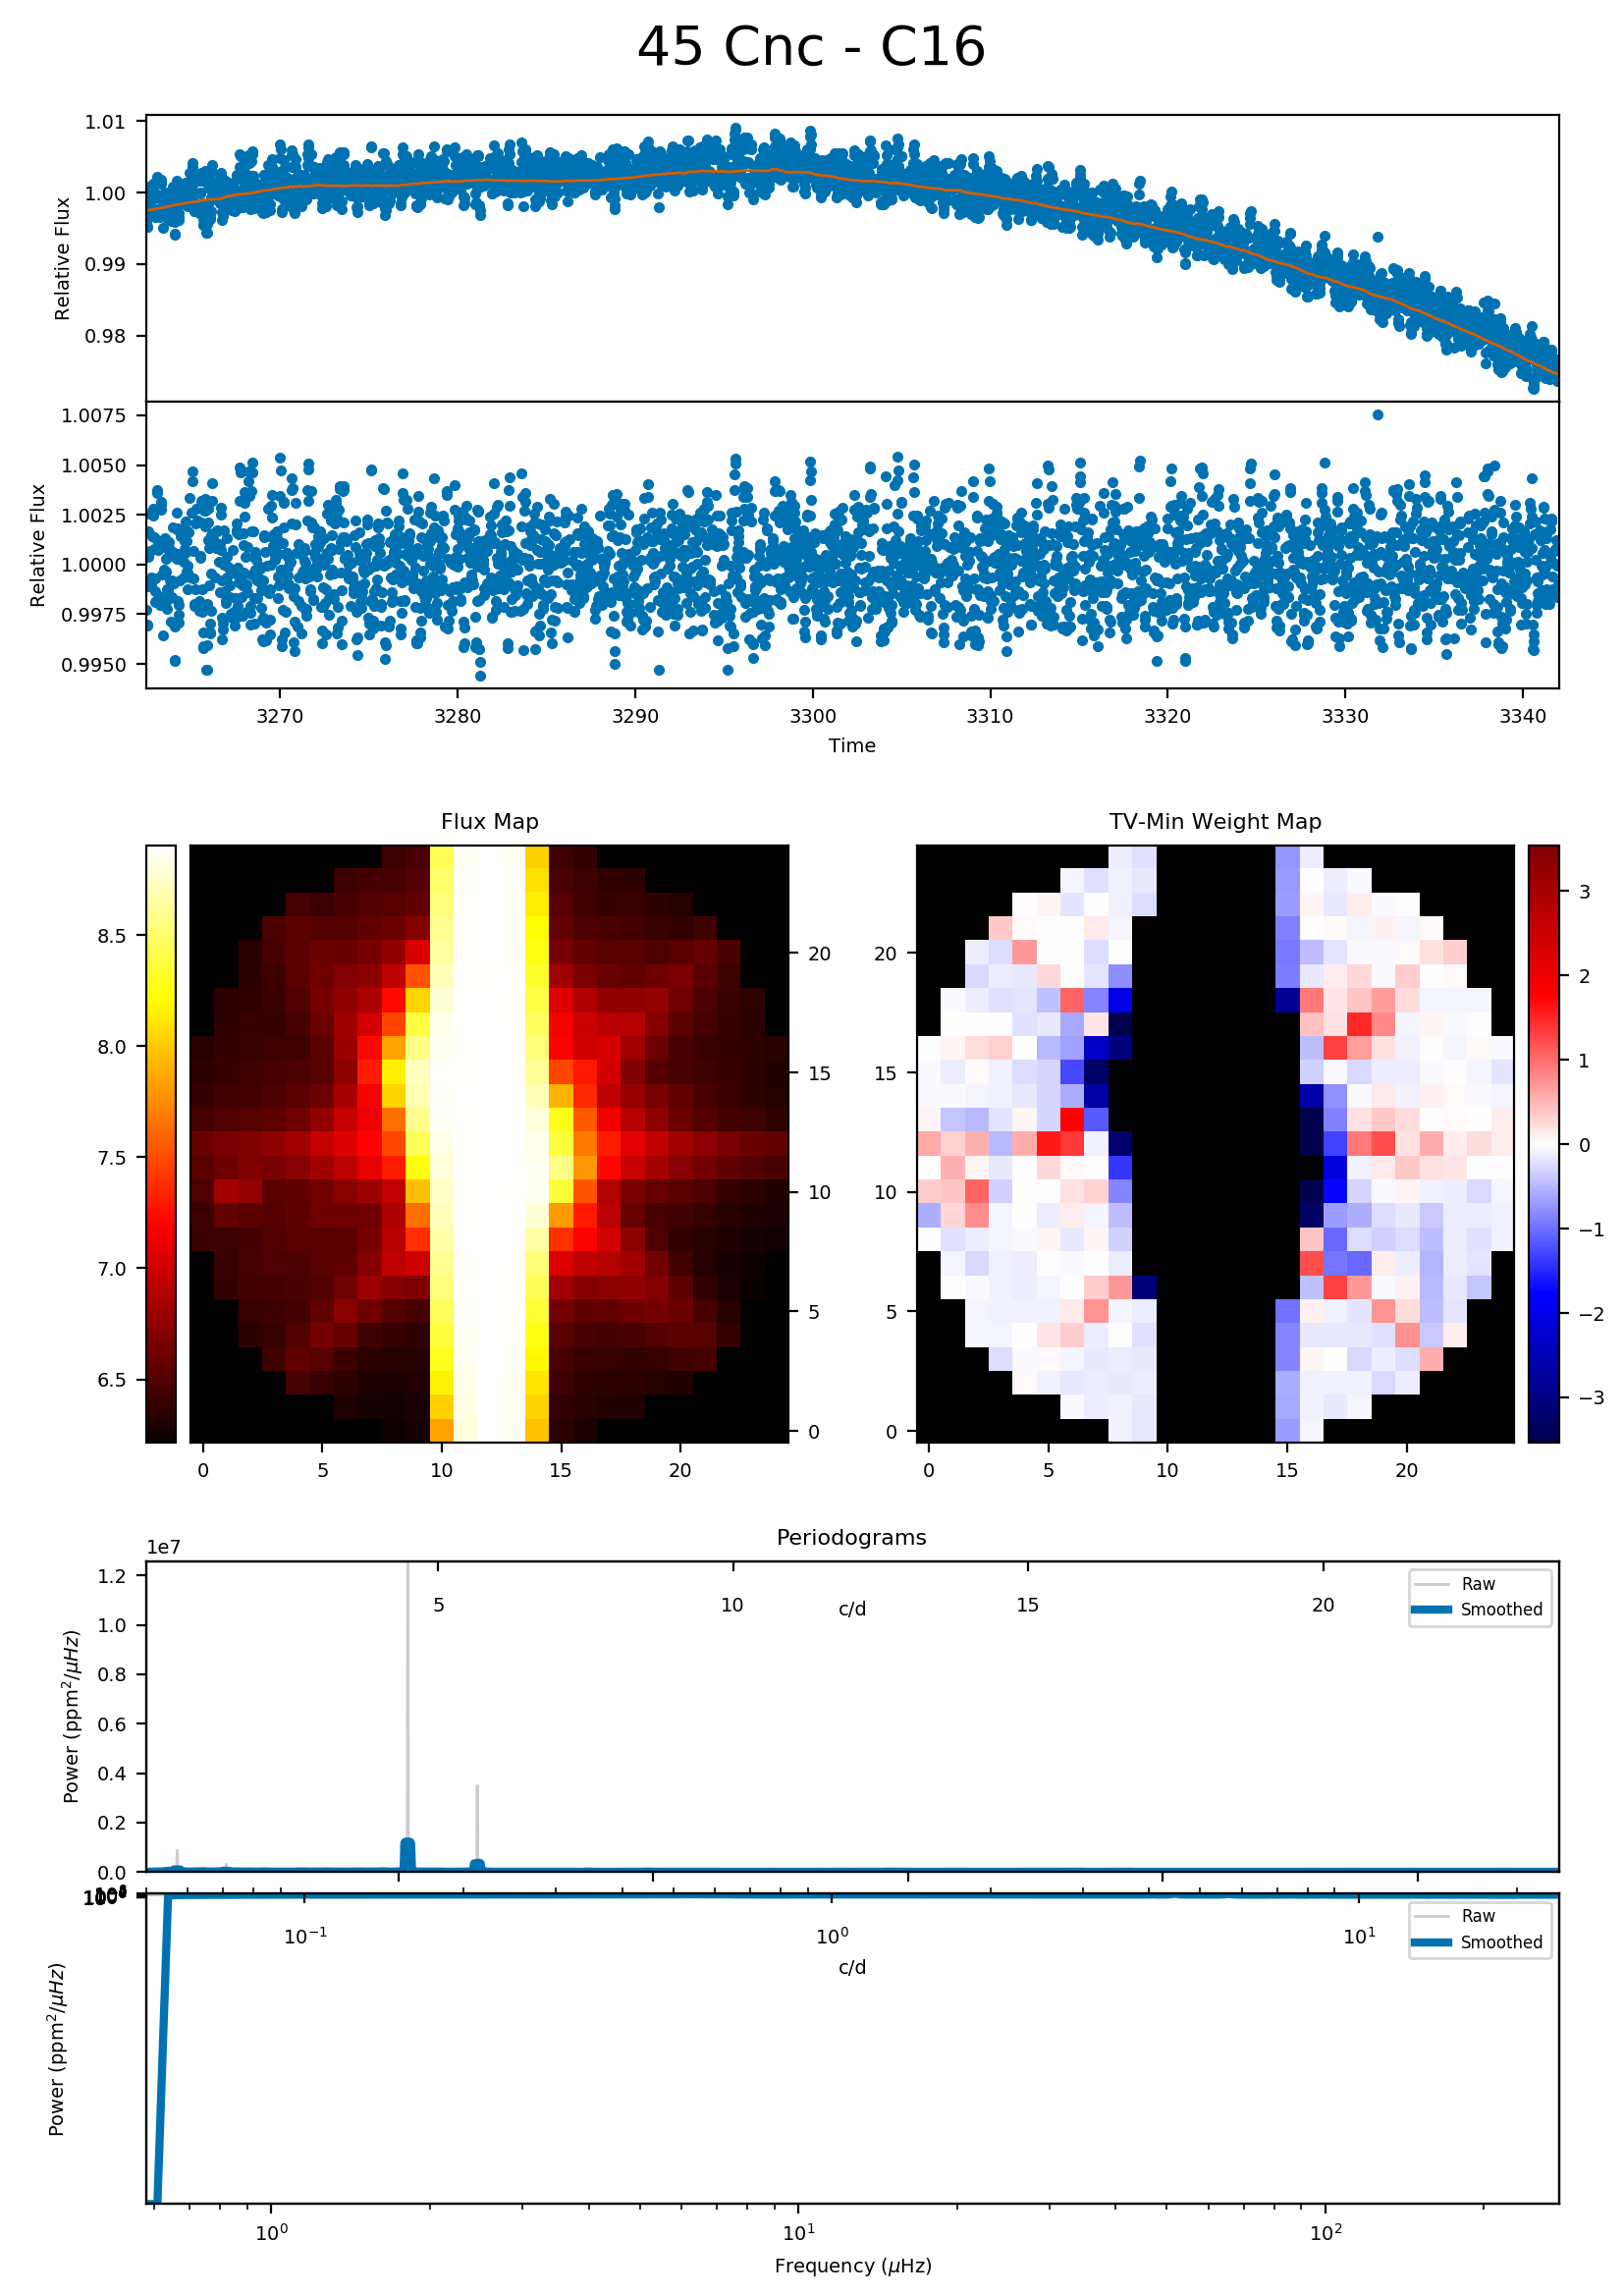 45 Cnc - C16
1.01
1.00
0.99
0.98
Relative Flux
1.0075
1.0050
1.0025
1.0000
0.9975
0.9950
Relative Flux
3270 3280 3290 3300 3310 3320 3330 3340
Time
Flux Map
8.5
8.0
7.5
7.0
6.5
20
15
10
5
0
0 5 10 15 20
TV-Min Weight Map
20
15
10
5
0
0 5 10 15 20
3
2
1
0
−1
−2
−3
Periodograms
1e7
1.2
1.0
0.8
0.6
0.4
0.2
0.0
Power (ppm²/μHz)
5 10 15 20
c/d
Raw
Smoothed
10⁻¹ 10⁰ 10¹
c/d
Raw
Smoothed
Power (ppm²/μHz)
10⁰ 10¹ 10²
Frequency (μHz)